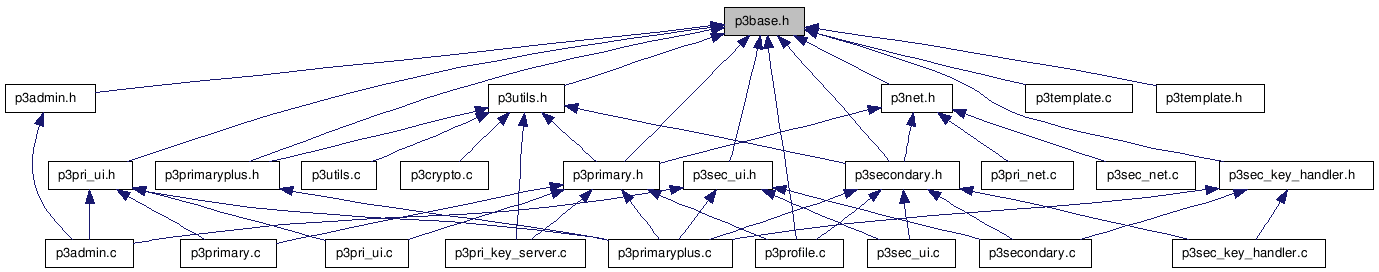 p3base.h
p3admin.h
p3utils.h
p3net.h
p3template.c
p3template.h
p3pri_ui.h
p3primaryplus.h
p3utils.c
p3crypto.c
p3primary.h
p3sec_ui.h
p3secondary.h
p3pri_net.c
p3sec_net.c
p3sec_key_handler.h
p3admin.c
p3primary.c
p3pri_ui.c
p3pri_key_server.c
p3primaryplus.c
p3profile.c
p3sec_ui.c
p3secondary.c
p3sec_key_handler.c